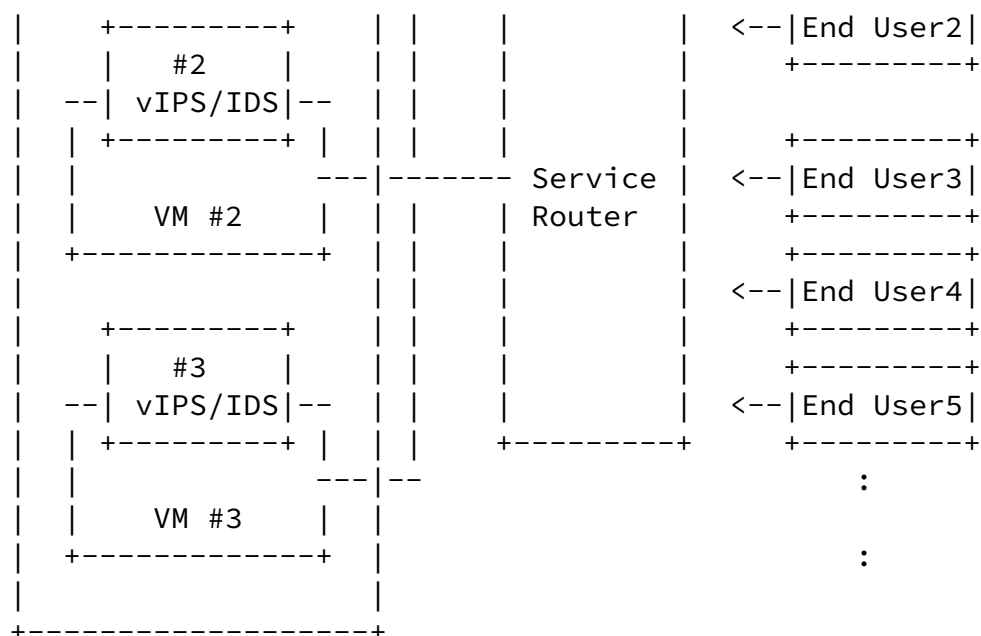 |    +---------+    | |    |         |  <--|End User2|
|    |   #2    |    | |    |         |     +---------+
|  --| vIPS/IDS|--  | |    |         |
|  | +---------+ |  | |    |         |     +---------+
|  |             ---|------- Service |  <--|End User3|
|  |    VM #2    |  | |    | Router  |     +---------+
|  +-------------+  | |    |         |     +---------+
|                   | |    |         |  <--|End User4|
|    +---------+    | |    |         |     +---------+
|    |   #3    |    | |    |         |     +---------+
|  --| vIPS/IDS|--  | |    |         |  <--|End User5|
|  | +---------+ |  | |    +---------+     +---------+
|  |             ---|--                        :
|  |    VM #3    |  |
|  +-------------+  |                          :
|                   |
+-------------------+